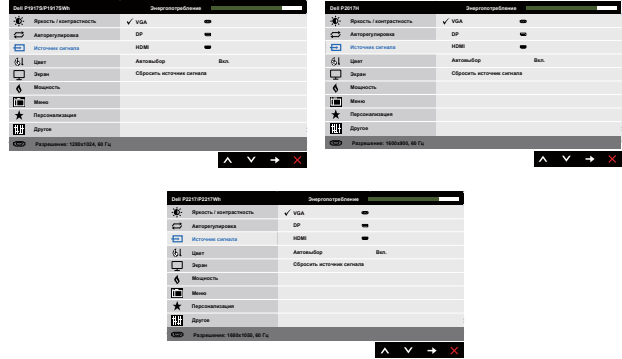 Dell P1917S/P1917SWh Энергопотребление
Яркость / контрастность ✓ VGA
Авторегулировка DP
Источник сигнала HDMI
Цвет Автовыбор Вкл.
Экран Сбросить источник сигнала
Мощность
Меню
Персонализация
Другое
Разрешение: 1280x1024, 60 Гц
Dell P2017H Энергопотребление
Яркость / контрастность ✓ VGA
Авторегулировка DP
Источник сигнала HDMI
Цвет Автовыбор Вкл.
Экран Сбросить источник сигнала
Мощность
Меню
Персонализация
Другое
Разрешение: 1600x900, 60 Гц
Dell P2217/P2217Wh Энергопотребление
Яркость / контрастность ✓ VGA
Авторегулировка DP
Источник сигнала HDMI
Цвет Автовыбор Вкл.
Экран Сбросить источник сигнала
Мощность
Меню
Персонализация
Другое
Разрешение: 1680x1050, 60 Гц